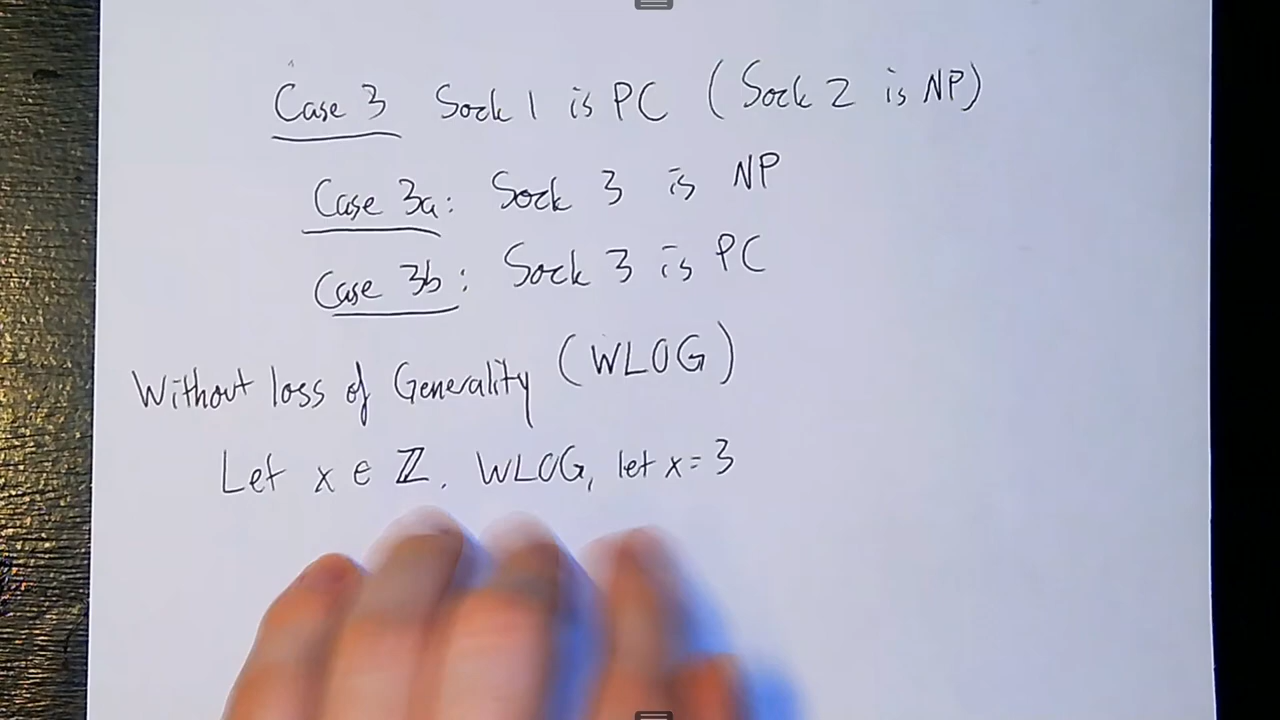 Case 3 Sock 1 is PC (Sock 2 is NP)
Case 3a: Sock 3 is NP
Case 3b: Sock 3 is PC
Without loss of Generality (WLOG)
Let x ∈ ℤ. WLOG, let x = 3